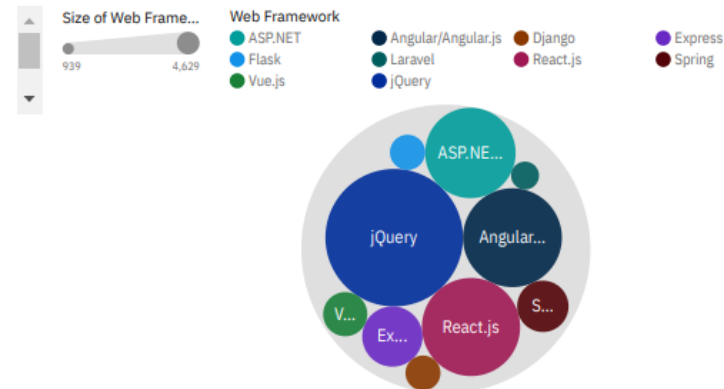 Size of Web Frame...
939 4,629
Web Framework
ASP.NET Angular/Angular.js Django Express
Flask Laravel React.js Spring
Vue.js jQuery
ASP.NE...
jQuery
Angular...
S...
V...
React.js
Ex...